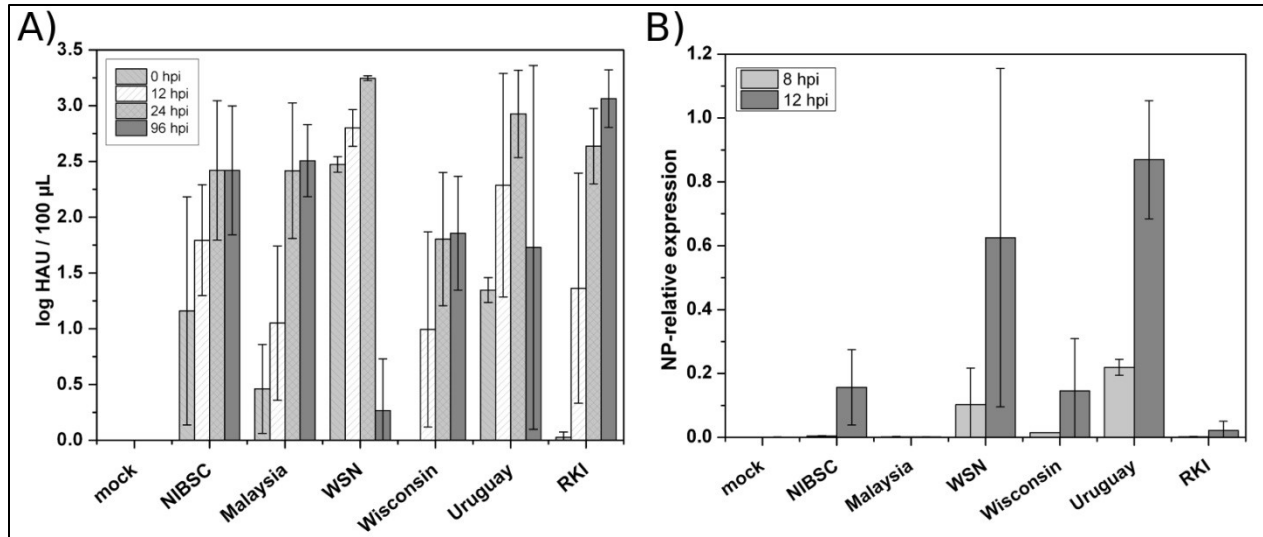 A)
3.5
3.0
2.5
2.0
1.5
1.0
0.5
0.0
log HAU / 100 µL
0 hpi
12 hpi
24 hpi
96 hpi
mock
NIBSC
Malaysia
WSN
Wisconsin
Uruguay
RKI
B)
1.2
1.0
0.8
0.6
0.4
0.2
0.0
NP-relative expression
8 hpi
12 hpi
mock
NIBSC
Malaysia
WSN
Wisconsin
Uruguay
RKI